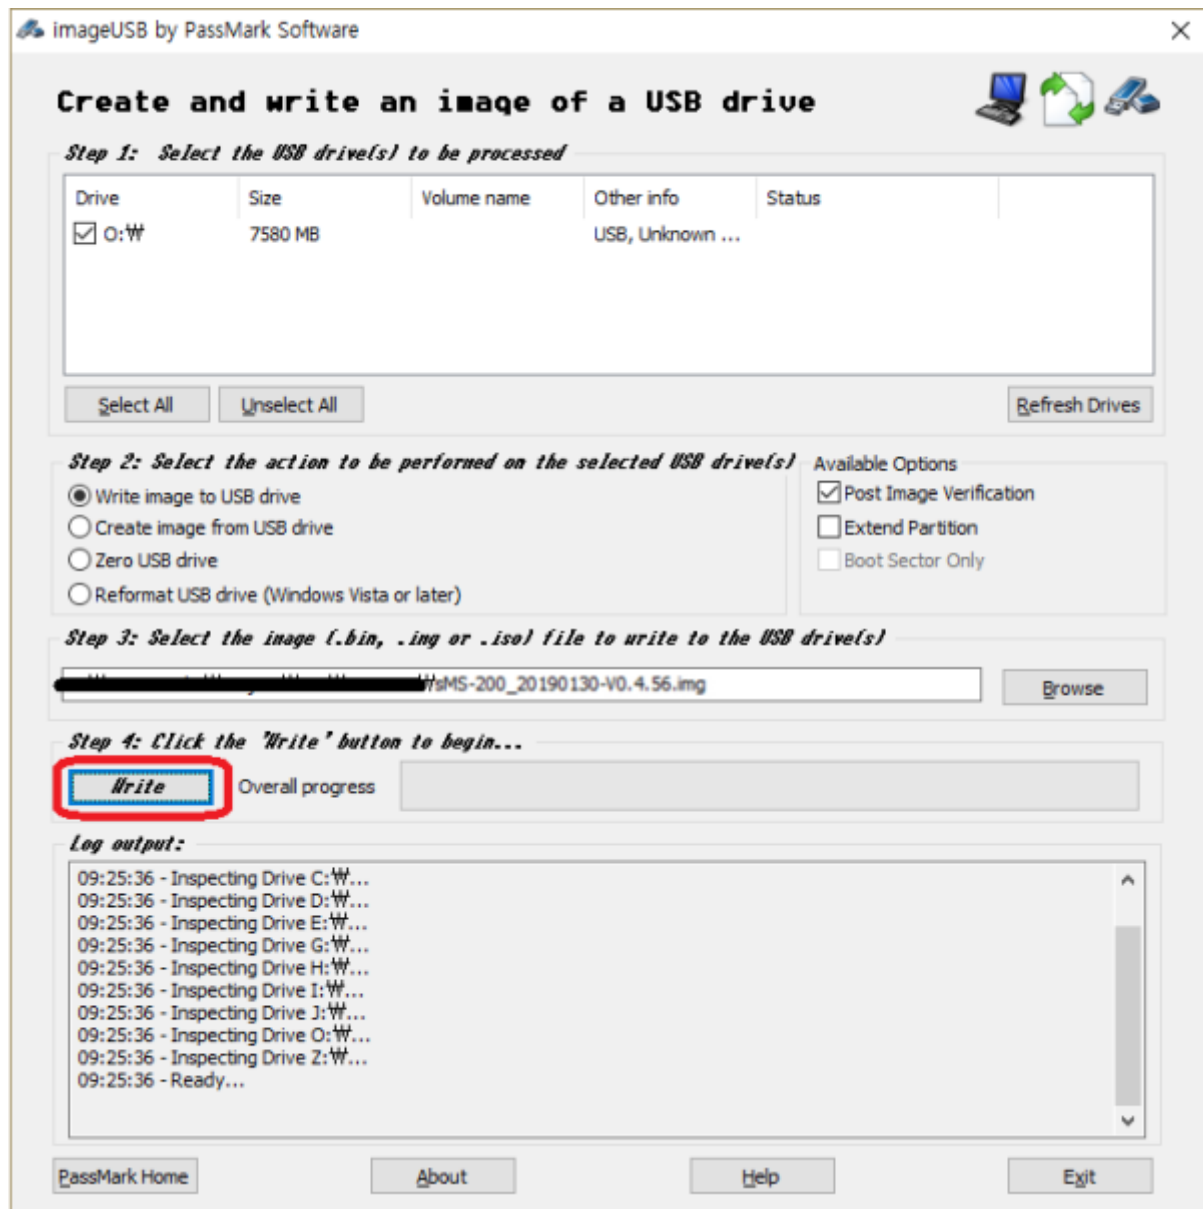 imageUSB by PassMark Software
Create and write an image of a USB drive
Step 1: Select the USB drive(s) to be processed
Drive Size Volume name Other info Status
O:₩ 7580 MB USB, Unknown ...
Select All Unselect All Refresh Drives
Step 2: Select the action to be performed on the selected USB drive(s)
Available Options
Write image to USB drive
Post Image Verification
Create image from USB drive
Extend Partition
Zero USB drive
Boot Sector Only
Reformat USB drive (Windows Vista or later)
Step 3: Select the image (.bin, .img or .iso) file to write to the USB drive(s)
₩sMS-200_20190130-V0.4.56.img
Browse
Step 4: Click the 'Write' button to begin...
Write Overall progress
Log output:
09:25:36 - Inspecting Drive C:₩...
09:25:36 - Inspecting Drive D:₩...
09:25:36 - Inspecting Drive E:₩...
09:25:36 - Inspecting Drive G:₩...
09:25:36 - Inspecting Drive H:₩...
09:25:36 - Inspecting Drive I:₩...
09:25:36 - Inspecting Drive J:₩...
09:25:36 - Inspecting Drive O:₩...
09:25:36 - Inspecting Drive Z:₩...
09:25:36 - Ready...
PassMark Home About Help Exit